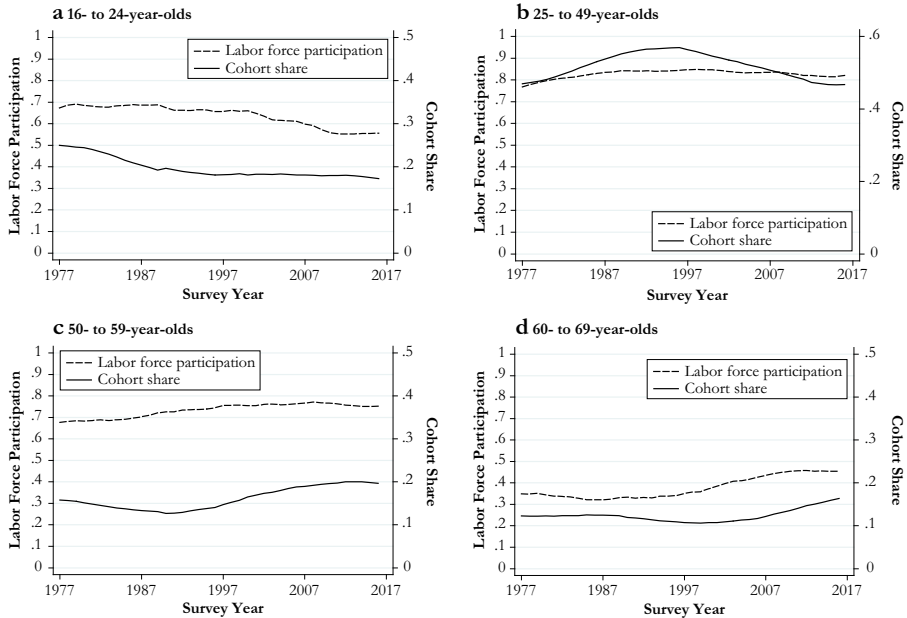 a 16- to 24-year-olds
1
.9
.8
.7
.6
.5
.4
.3
.2
.1
0
Labor Force Participation
Labor force participation
Cohort share
.5
.4
.3
.2
.1
0
Cohort Share
1977 1987 1997 2007 2017
Survey Year
b 25- to 49-year-olds
1
.9
.8
.7
.6
.5
.4
.3
.2
.1
0
Labor Force Participation
Labor force participation
Cohort share
.6
.4
.2
0
Cohort Share
1977 1987 1997 2007 2017
Survey Year
c 50- to 59-year-olds
1
.9
.8
.7
.6
.5
.4
.3
.2
.1
0
Labor Force Participation
Labor force participation
Cohort share
.5
.4
.3
.2
.1
0
Cohort Share
1977 1987 1997 2007 2017
Survey Year
d 60- to 69-year-olds
1
.9
.8
.7
.6
.5
.4
.3
.2
.1
0
Labor Force Participation
Labor force participation
Cohort share
.5
.4
.3
.2
.1
0
Cohort Share
1977 1987 1997 2007 2017
Survey Year